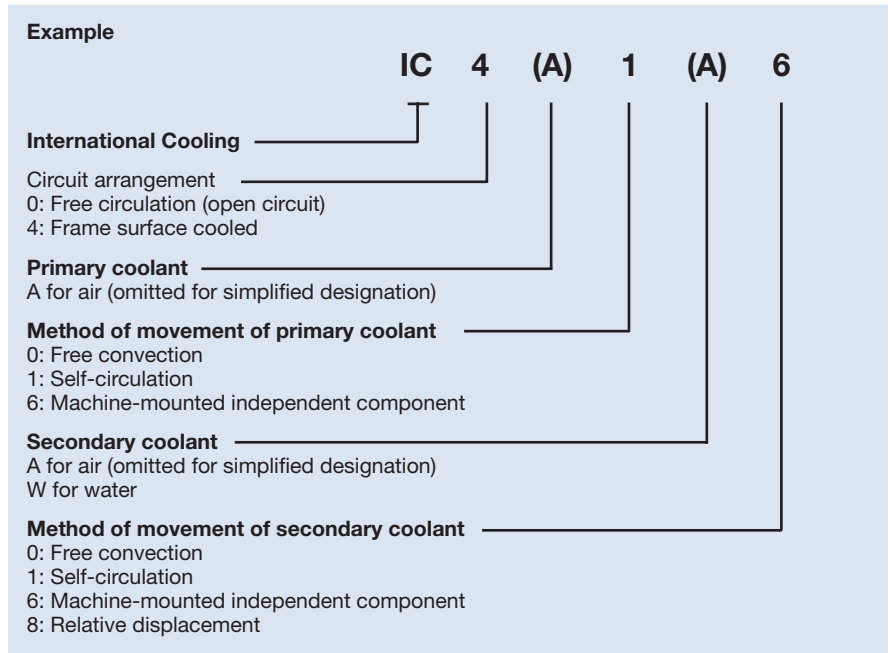 Example
IC 4 (A) 1 (A) 6
International Cooling
Circuit arrangement
0: Free circulation (open circuit)
4: Frame surface cooled
Primary coolant
A for air (omitted for simplified designation)
Method of movement of primary coolant
0: Free convection
1: Self-circulation
6: Machine-mounted independent component
Secondary coolant
A for air (omitted for simplified designation)
W for water
Method of movement of secondary coolant
0: Free convection
1: Self-circulation
6: Machine-mounted independent component
8: Relative displacement